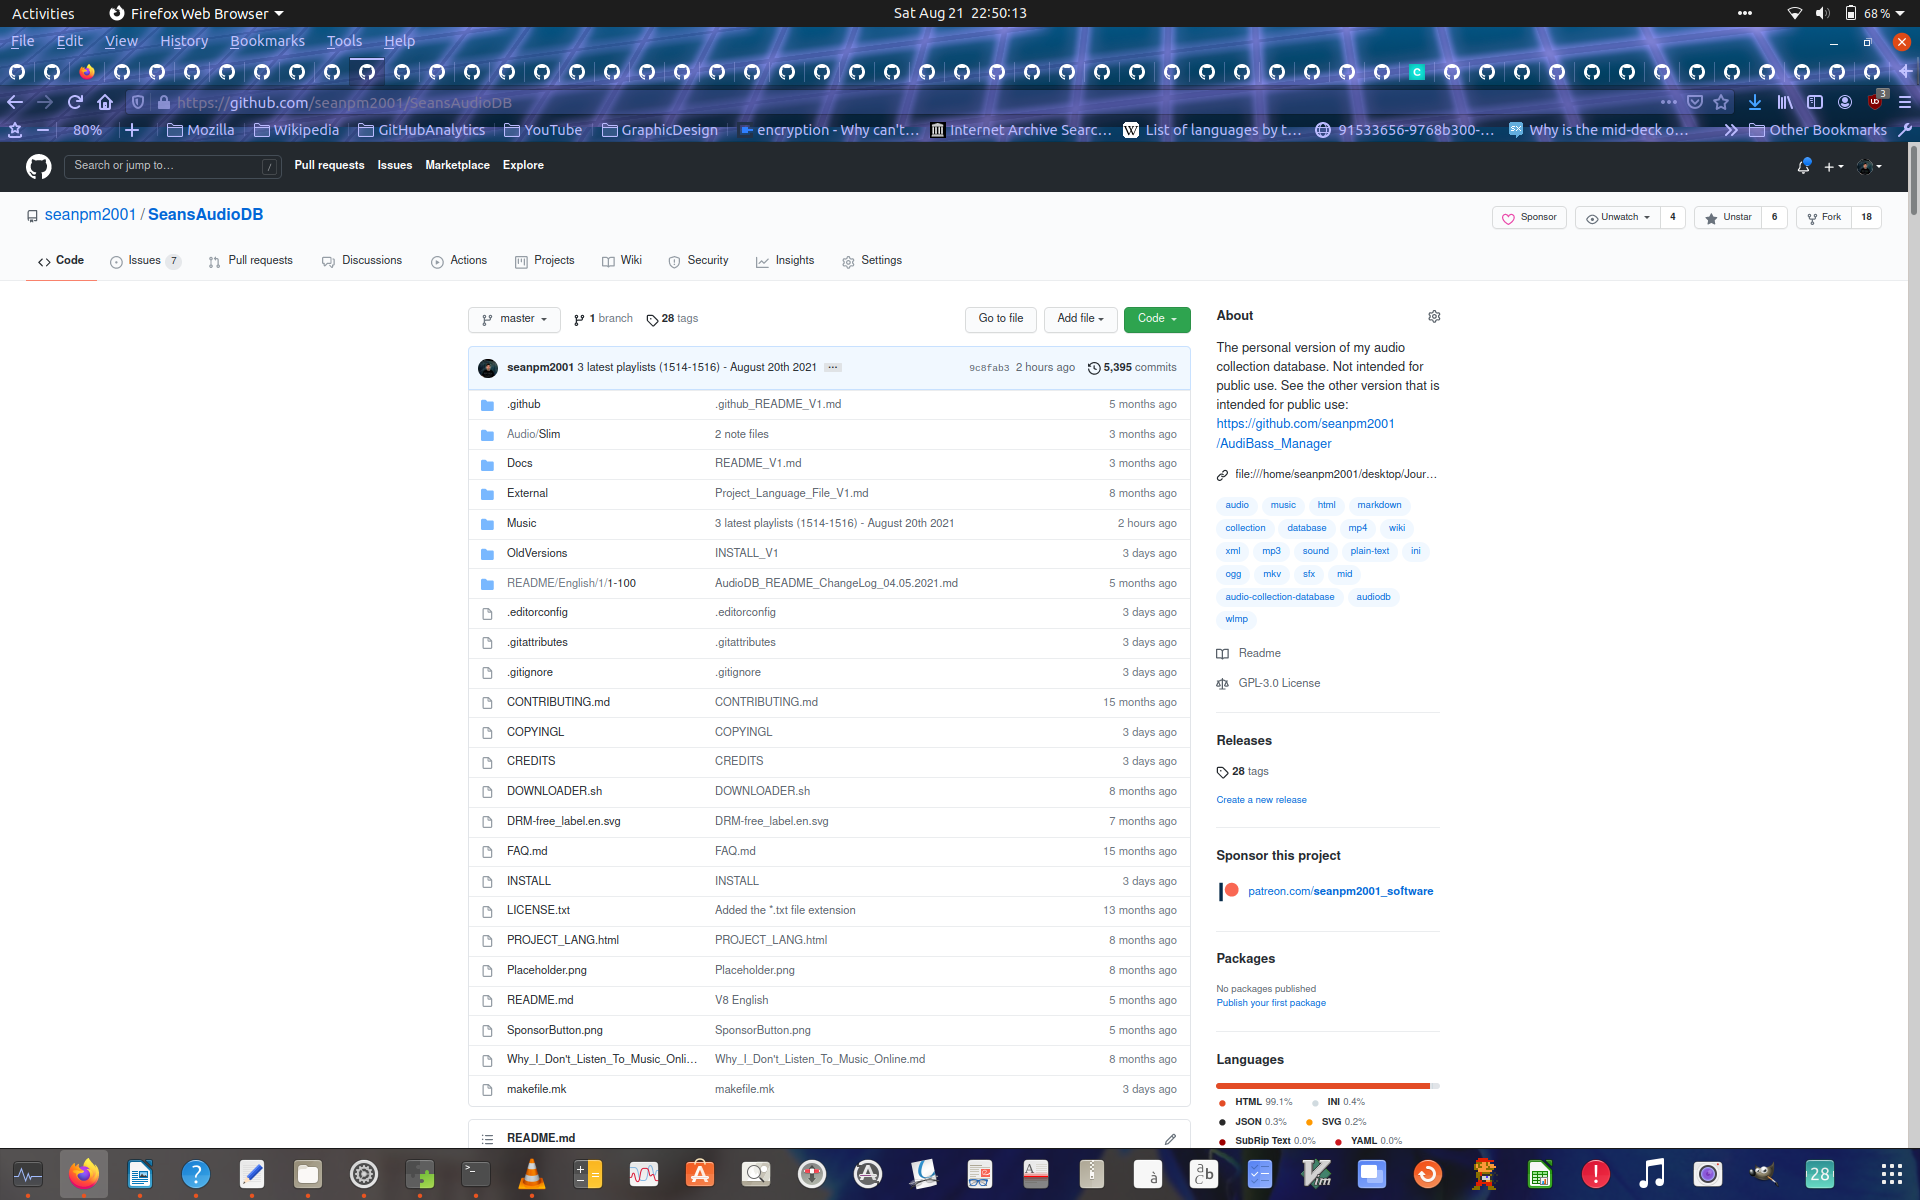 Activities Firefox Web Browser Sat Aug 21 22:50:13 68 %
File Edit View History Bookmarks Tools Help
https://github.com/seanpm2001/SeansAudioDB 3
80% Mozilla Wikipedia GitHubAnalytics YouTube GraphicDesign encryption - Why can't… Internet Archive Searc… List of languages by t… 91533656-9768b300-… Why is the mid-deck o… Other Bookmarks
Search or jump to… / Pull requests Issues Marketplace Explore
seanpm2001 / SeansAudioDB Sponsor Unwatch 4 Unstar 6 Fork 18
Code Issues 7 Pull requests Discussions Actions Projects Wiki Security Insights Settings
master 1 branch 28 tags Go to file Add file Code
seanpm2001 3 latest playlists (1514-1516) - August 20th 2021 … 9c8fab3 2 hours ago 5,395 commits
.github .github_README_V1.md 5 months ago
Audio/Slim 2 note files 3 months ago
Docs README_V1.md 3 months ago
External Project_Language_File_V1.md 8 months ago
Music 3 latest playlists (1514-1516) - August 20th 2021 2 hours ago
OldVersions INSTALL_V1 3 days ago
README/English/1/1-100 AudioDB_README_ChangeLog_04.05.2021.md 5 months ago
.editorconfig .editorconfig 3 days ago
.gitattributes .gitattributes 3 days ago
.gitignore .gitignore 3 days ago
CONTRIBUTING.md CONTRIBUTING.md 15 months ago
COPYINGL COPYINGL 3 days ago
CREDITS CREDITS 3 days ago
DOWNLOADER.sh DOWNLOADER.sh 8 months ago
DRM-free_label.en.svg DRM-free_label.en.svg 7 months ago
FAQ.md FAQ.md 15 months ago
INSTALL INSTALL 3 days ago
LICENSE.txt Added the *.txt file extension 13 months ago
PROJECT_LANG.html PROJECT_LANG.html 8 months ago
Placeholder.png Placeholder.png 8 months ago
README.md V8 English 5 months ago
SponsorButton.png SponsorButton.png 5 months ago
Why_I_Don't_Listen_To_Music_Onli… Why_I_Don't_Listen_To_Music_Online.md 8 months ago
makefile.mk makefile.mk 3 days ago
README.md
About
The personal version of my audio
collection database. Not intended for
public use. See the other version that is
intended for public use:
https://github.com/seanpm2001
/AudiBass_Manager
file:///home/seanpm2001/desktop/Jour…
audio music html markdown
collection database mp4 wiki
xml mp3 sound plain-text ini
ogg mkv sfx mid
audio-collection-database audiodb
wlmp
Readme
GPL-3.0 License
Releases
28 tags
Create a new release
Sponsor this project
patreon.com/seanpm2001_software
Packages
No packages published
Publish your first package
Languages
HTML 99.1% INI 0.4%
JSON 0.3% SVG 0.2%
SubRip Text 0.0% YAML 0.0%
28